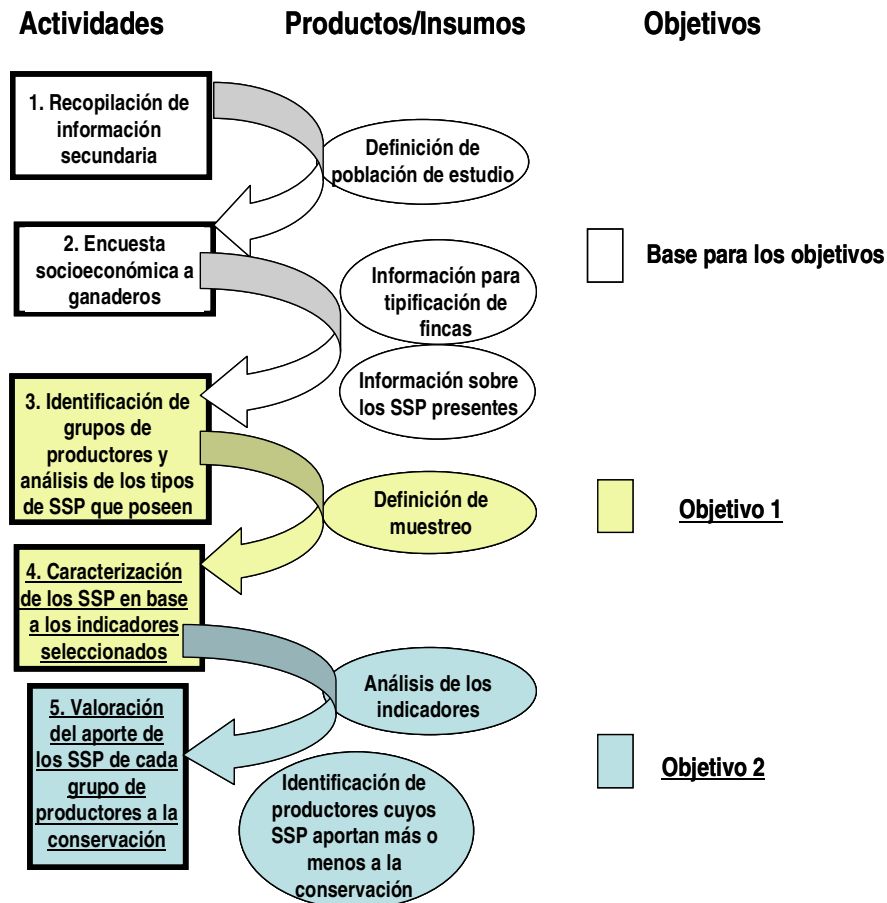 Actividades Productos/Insumos Objetivos
1. Recopilación de
información
secundaria
Definición de
población de estudio
2. Encuesta
socioeconómica a
ganaderos
Información para
tipificación de
fincas
Base para los objetivos
Información sobre
los SSP presentes
3. Identificación de
grupos de
productores y
análisis de los tipos
de SSP que poseen
Definición de
muestreo
Objetivo 1
4. Caracterización
de los SSP en base
a los indicadores
seleccionados
Análisis de los
indicadores
5. Valoración
del aporte de
los SSP de cada
grupo de
productores a la
conservación
Objetivo 2
Identificación de
productores cuyos
SSP aportan más o
menos a la
conservación